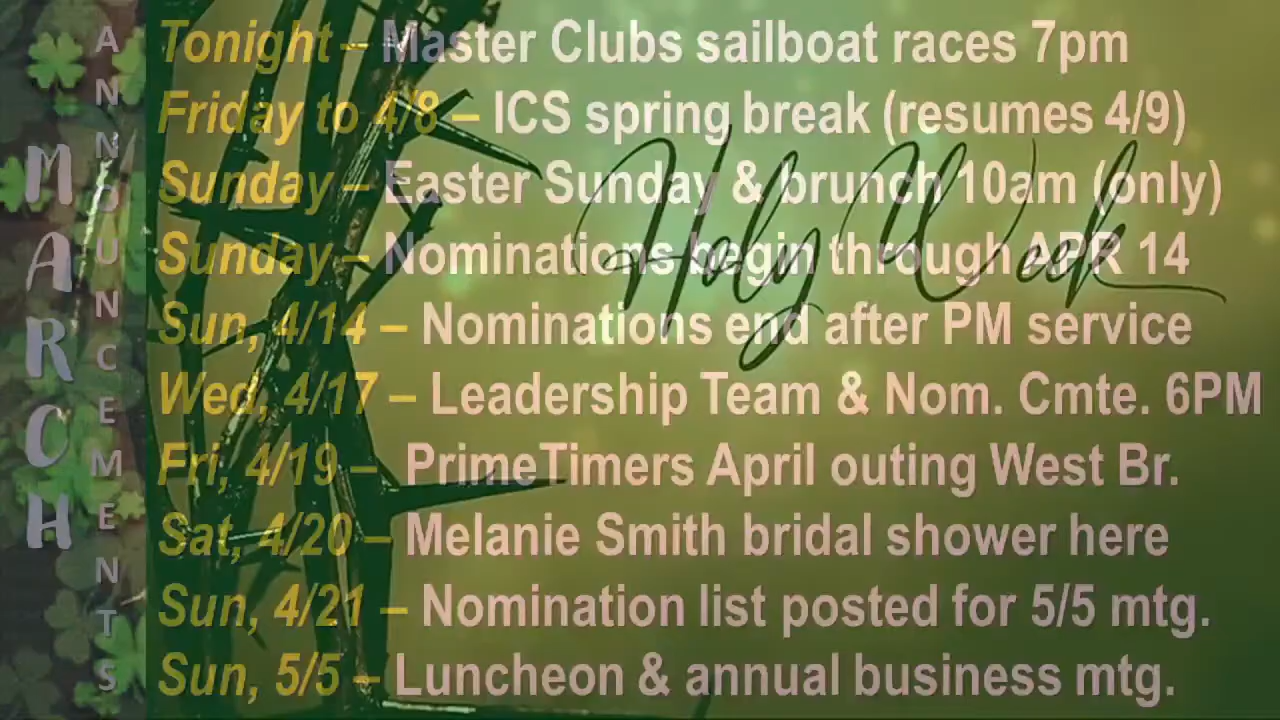 MARCH
ANNOUNCEMENTS
Tonight – Master Clubs sailboat races 7pm
Friday to 4/8 – ICS spring break (resumes 4/9)
Sunday – Easter Sunday & brunch 10am (only)
Sunday – Nominations begin through APR 14
Sun, 4/14 – Nominations end after PM service
Wed, 4/17 – Leadership Team & Nom. Cmte. 6PM
Fri, 4/19 – PrimeTimers April outing West Br.
Sat, 4/20 – Melanie Smith bridal shower here
Sun, 4/21 – Nomination list posted for 5/5 mtg.
Sun, 5/5 – Luncheon & annual business mtg.
Holy Week